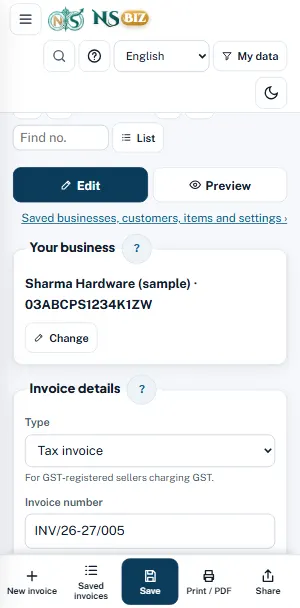 NS NSBIZ
English
My data
Find no.
List
Edit
Preview
Saved businesses, customers, items and settings ›
Your business ?
Sharma Hardware (sample) ·
03ABCPS1234K1ZW
Change
Invoice details ?
Type
Tax invoice
For GST-registered sellers charging GST.
Invoice number
INV/26-27/005
New invoice
Saved
invoices
Save
Print / PDF
Share